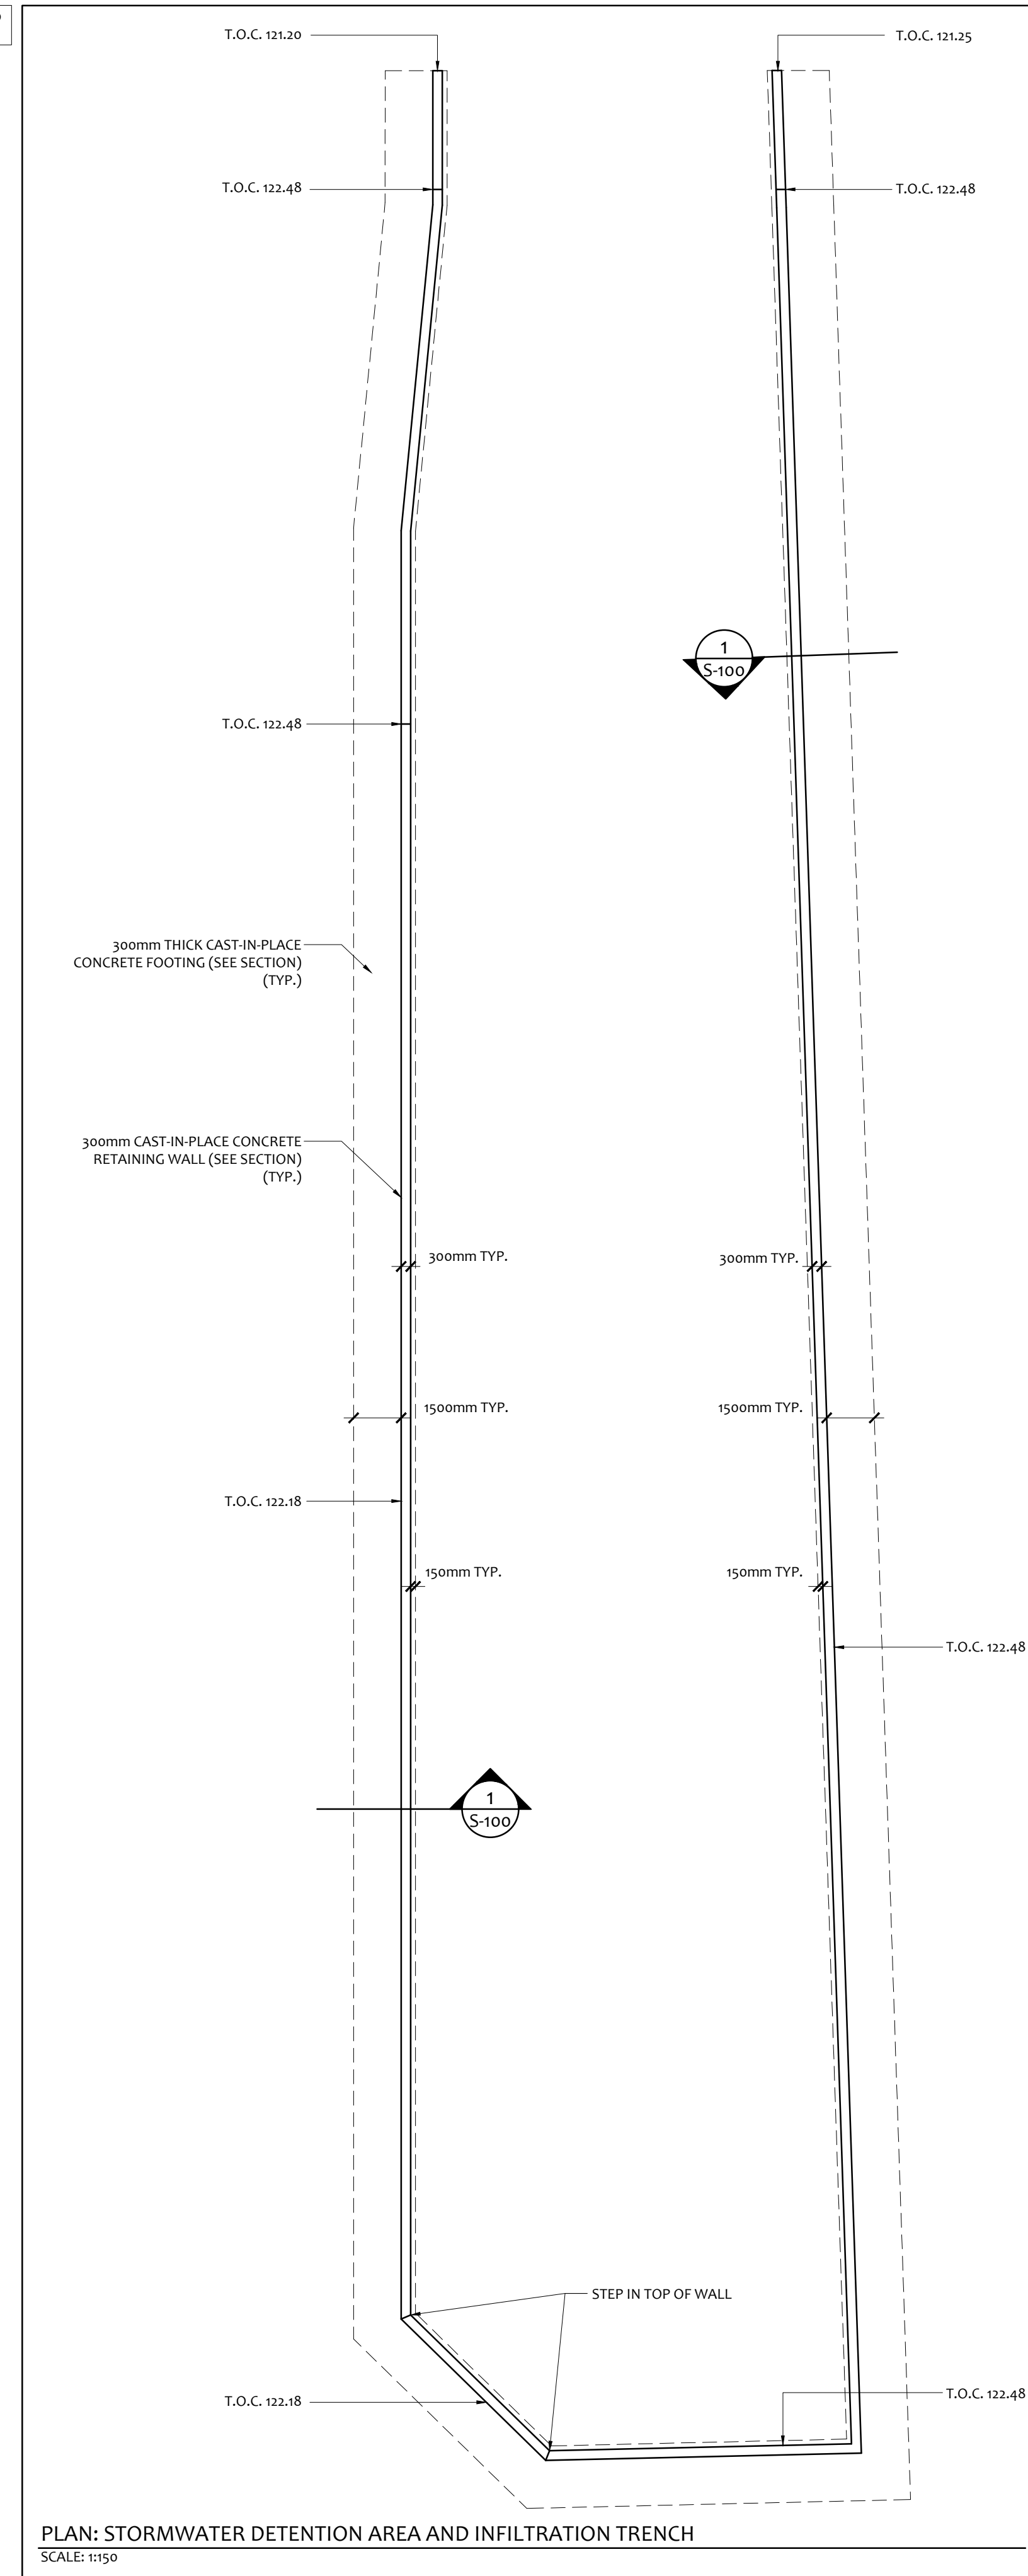 T.O.C. 121.20
T.O.C. 121.25
T.O.C. 122.48
T.O.C. 122.48
1
S-100
T.O.C. 122.48
300mm THICK CAST-IN-PLACE
CONCRETE FOOTING (SEE SECTION)
(TYP.)
300mm CAST-IN-PLACE CONCRETE
RETAINING WALL (SEE SECTION)
(TYP.)
300mm TYP.
300mm TYP.
1500mm TYP.
1500mm TYP.
T.O.C. 122.18
150mm TYP.
150mm TYP.
T.O.C. 122.48
1
S-100
STEP IN TOP OF WALL
T.O.C. 122.18
T.O.C. 122.48
PLAN: STORMWATER DETENTION AREA AND INFILTRATION TRENCH
SCALE: 1:150